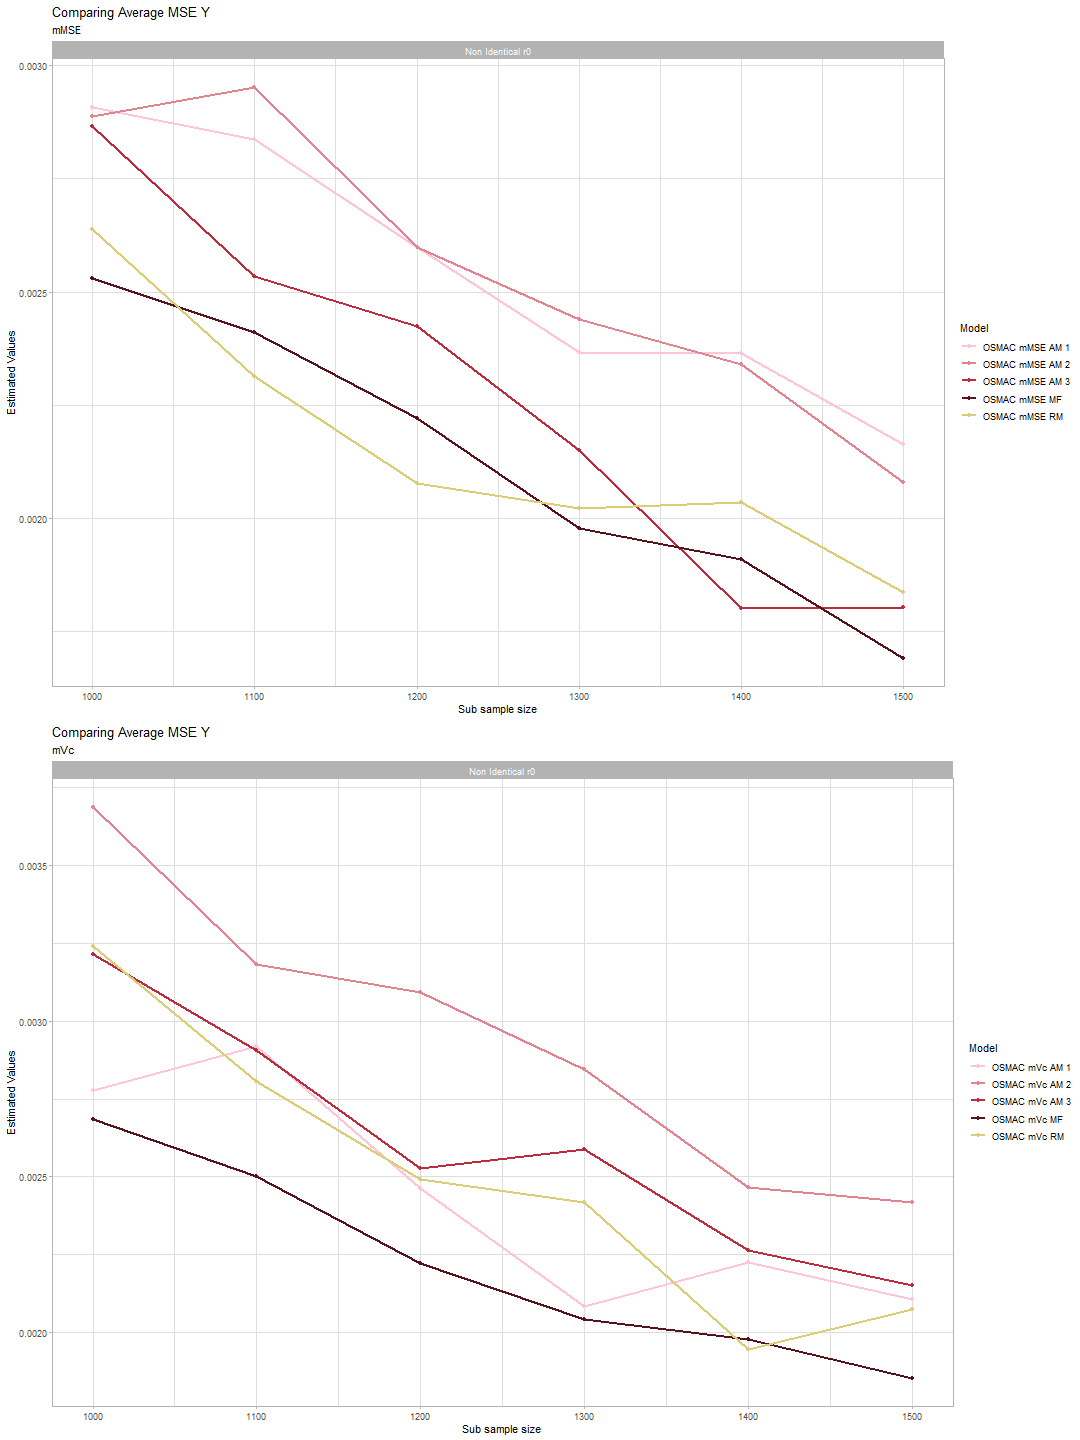 Comparing Average MSE Y
mMSE
Non Identical r0
0.0030
0.0025
0.0020
Estimated Values
1000 1100 1200 1300 1400 1500
Sub sample size
Model
OSMAC mMSE AM 1
OSMAC mMSE AM 2
OSMAC mMSE AM 3
OSMAC mMSE MF
OSMAC mMSE RM
Comparing Average MSE Y
mVc
Non Identical r0
0.0035
0.0030
0.0025
0.0020
Estimated Values
1000 1100 1200 1300 1400 1500
Sub sample size
Model
OSMAC mVc AM 1
OSMAC mVc AM 2
OSMAC mVc AM 3
OSMAC mVc MF
OSMAC mVc RM